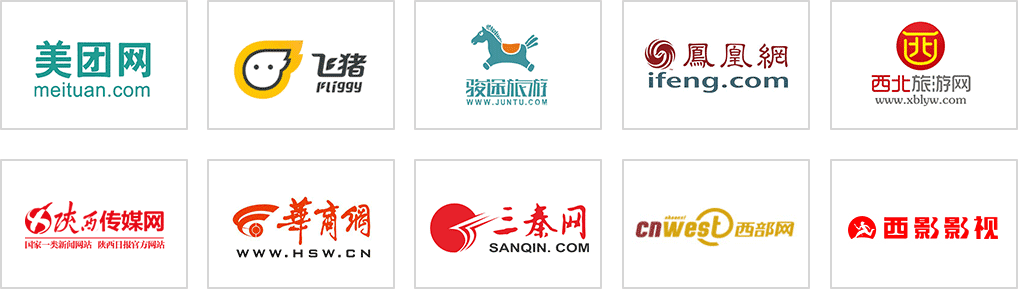 美团网
meituan.com
飞猪
Fliggy
骏途旅游
WWW.JUNTU.COM
鳳凰網
ifeng.com
西
西北旅游网
www.xblyw.com
陕西传媒网
国家一类新闻网站 陕西日报官方网站
華商網
WWW.HSW.CN
三秦网
SANQIN.COM
channel
cnwest西部网
西影影视